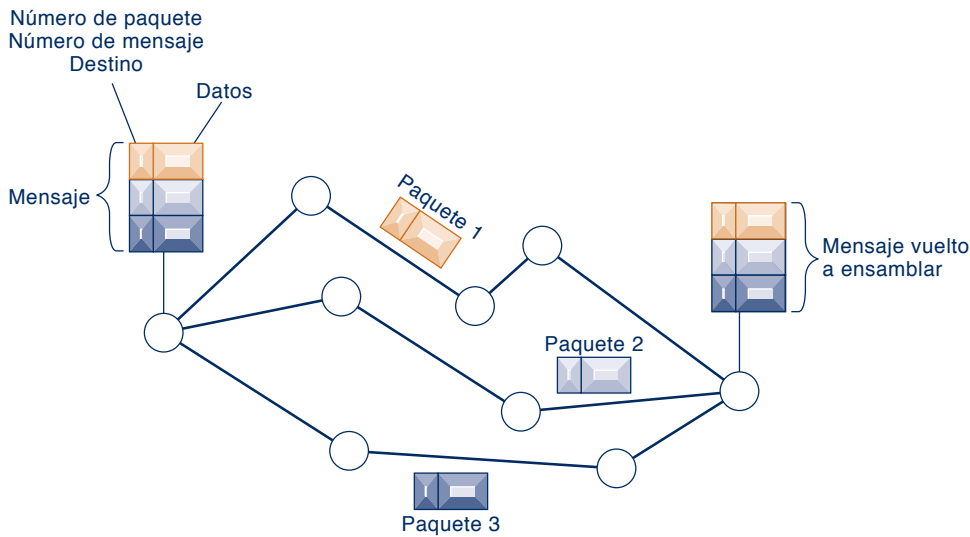 Número de paquete
Número de mensaje
Destino
Datos
Mensaje
Paquete 1
Mensaje vuelto
a ensamblar
Paquete 2
Paquete 3